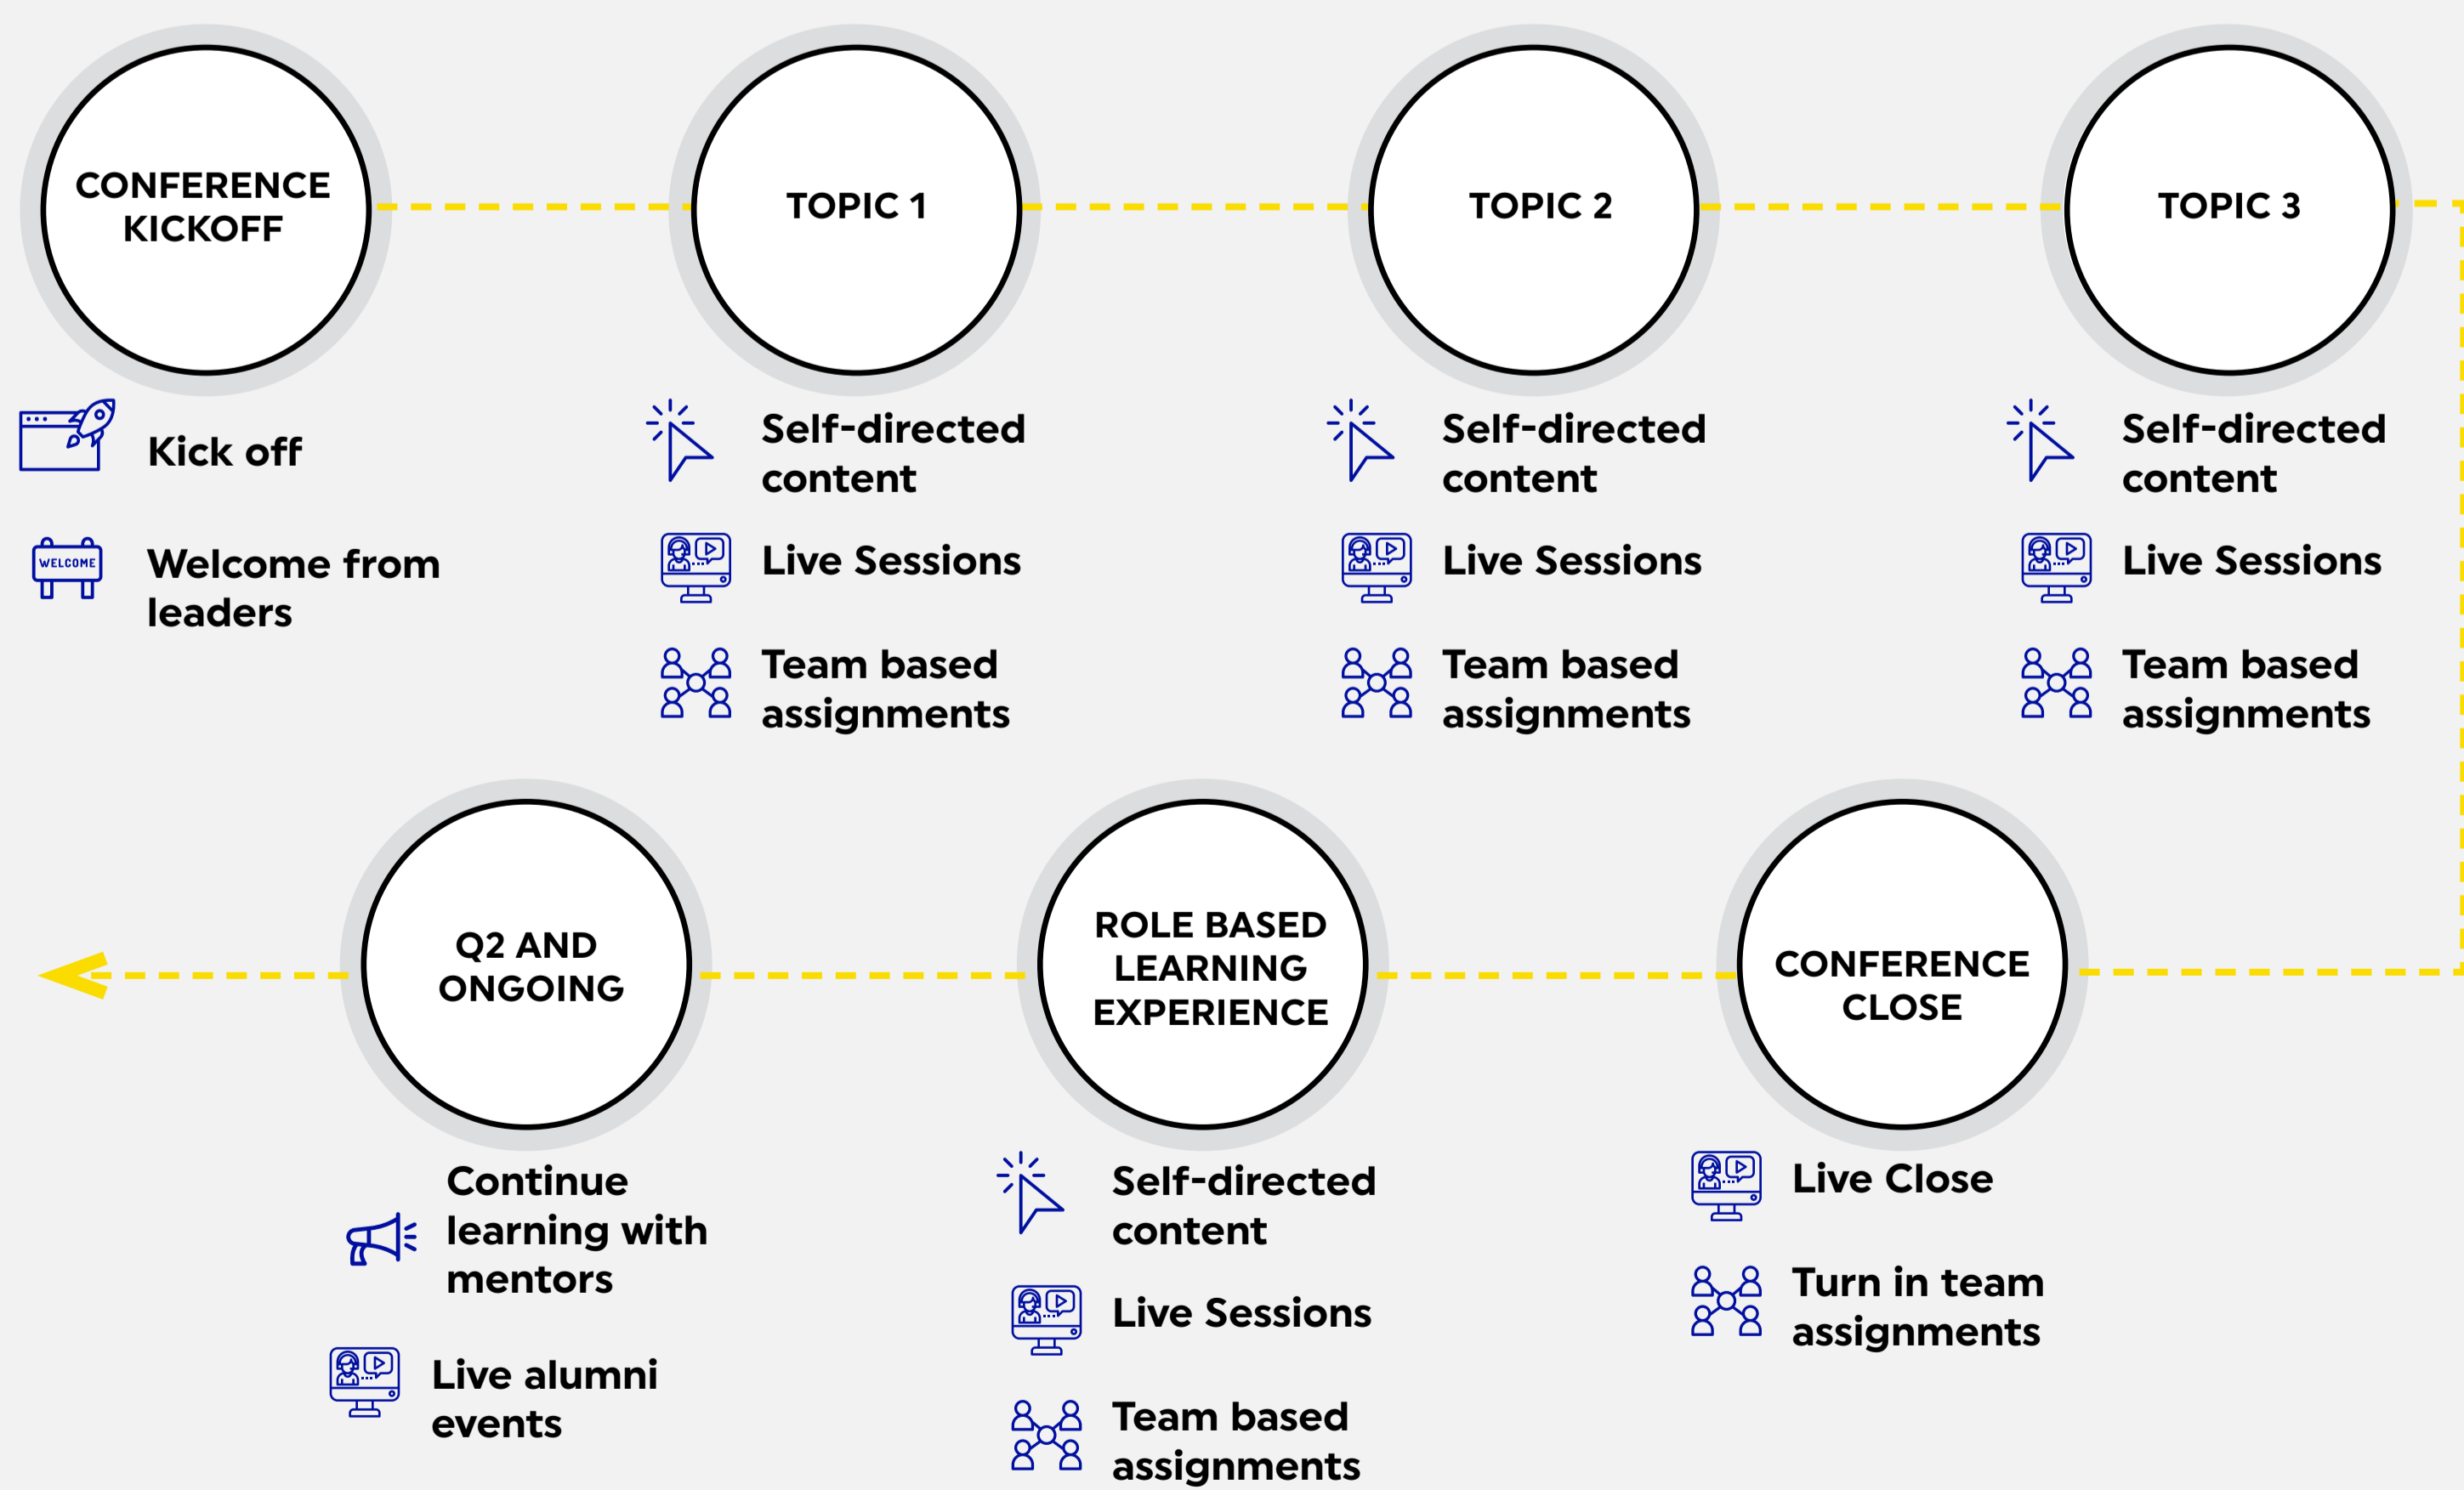 CONFERENCE
KICKOFF
TOPIC 1
TOPIC 2
TOPIC 3
Kick off
WELCOME
Welcome from
leaders
Self-directed
content
Live Sessions
Team based
assignments
Self-directed
content
Live Sessions
Team based
assignments
Self-directed
content
Live Sessions
Team based
assignments
CONFERENCE
CLOSE
Live Close
Turn in team
assignments
ROLE BASED
LEARNING
EXPERIENCE
Self-directed
content
Live Sessions
Team based
assignments
Q2 AND
ONGOING
Continue
learning with
mentors
Live alumni
events